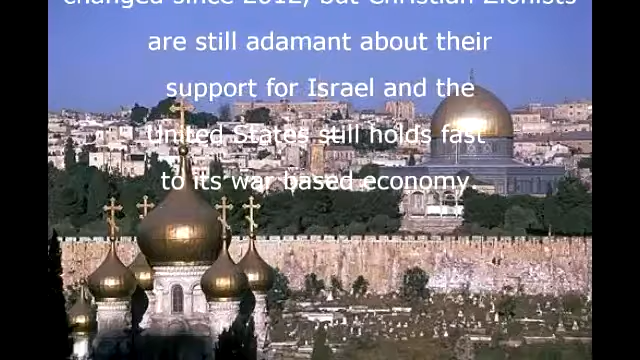 changed since 2012, but Christian Zionists
are still adamant about their
support for Israel and the
United States still holds fast
to its war based economy.